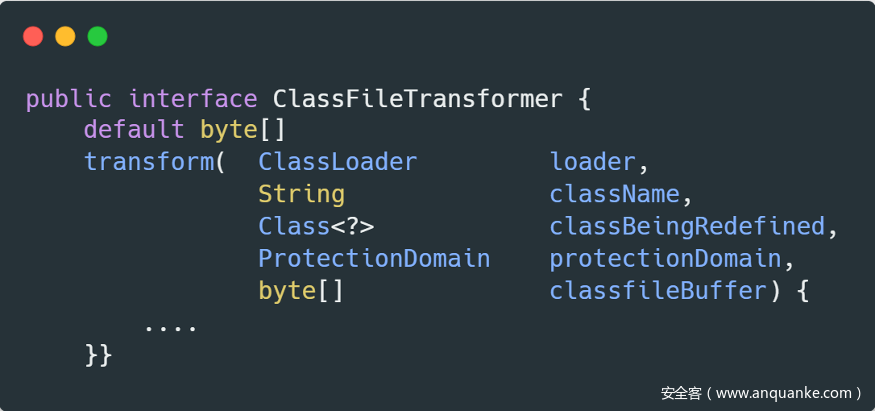 public interface ClassFileTransformer {
    default byte[]
    transform(  ClassLoader         loader,
                String              className,
                Class<?>            classBeingRedefined,
                ProtectionDomain    protectionDomain,
                byte[]              classfileBuffer) {
        ....
    }}
安全客（www.anquanke.com）